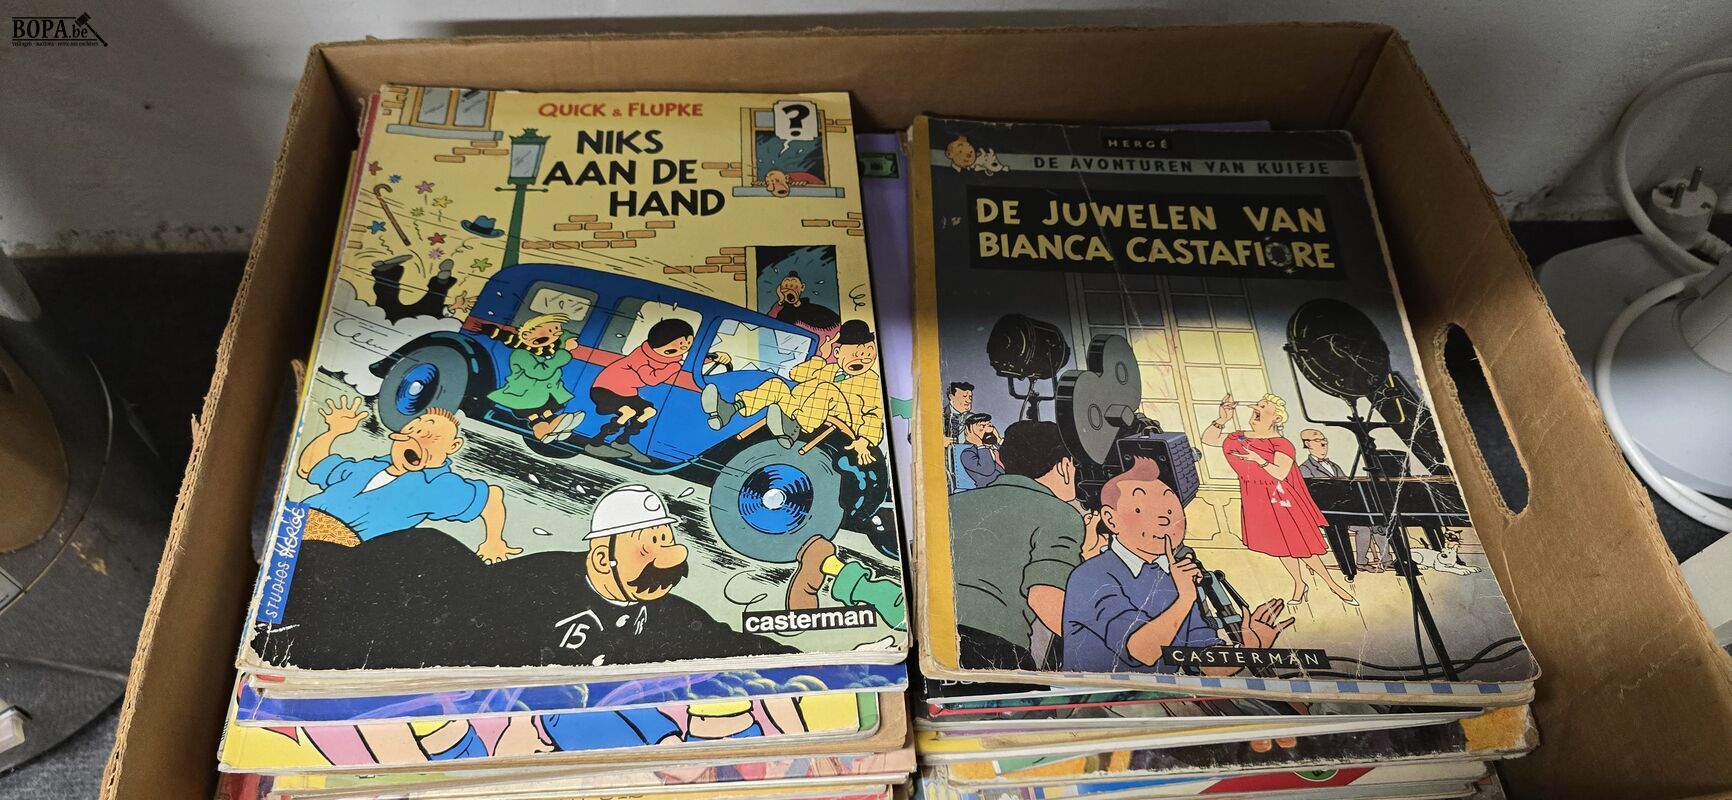 BOPA.be
QUICK & FLUPKE
NIKS
AAN DE
HAND
?
STUDIOS HERGÉ
15
casterman
HERGÉ
DE AVONTUREN VAN KUIFJE
DE JUWELEN VAN
BIANCA CASTAFIORE
CASTERMAN